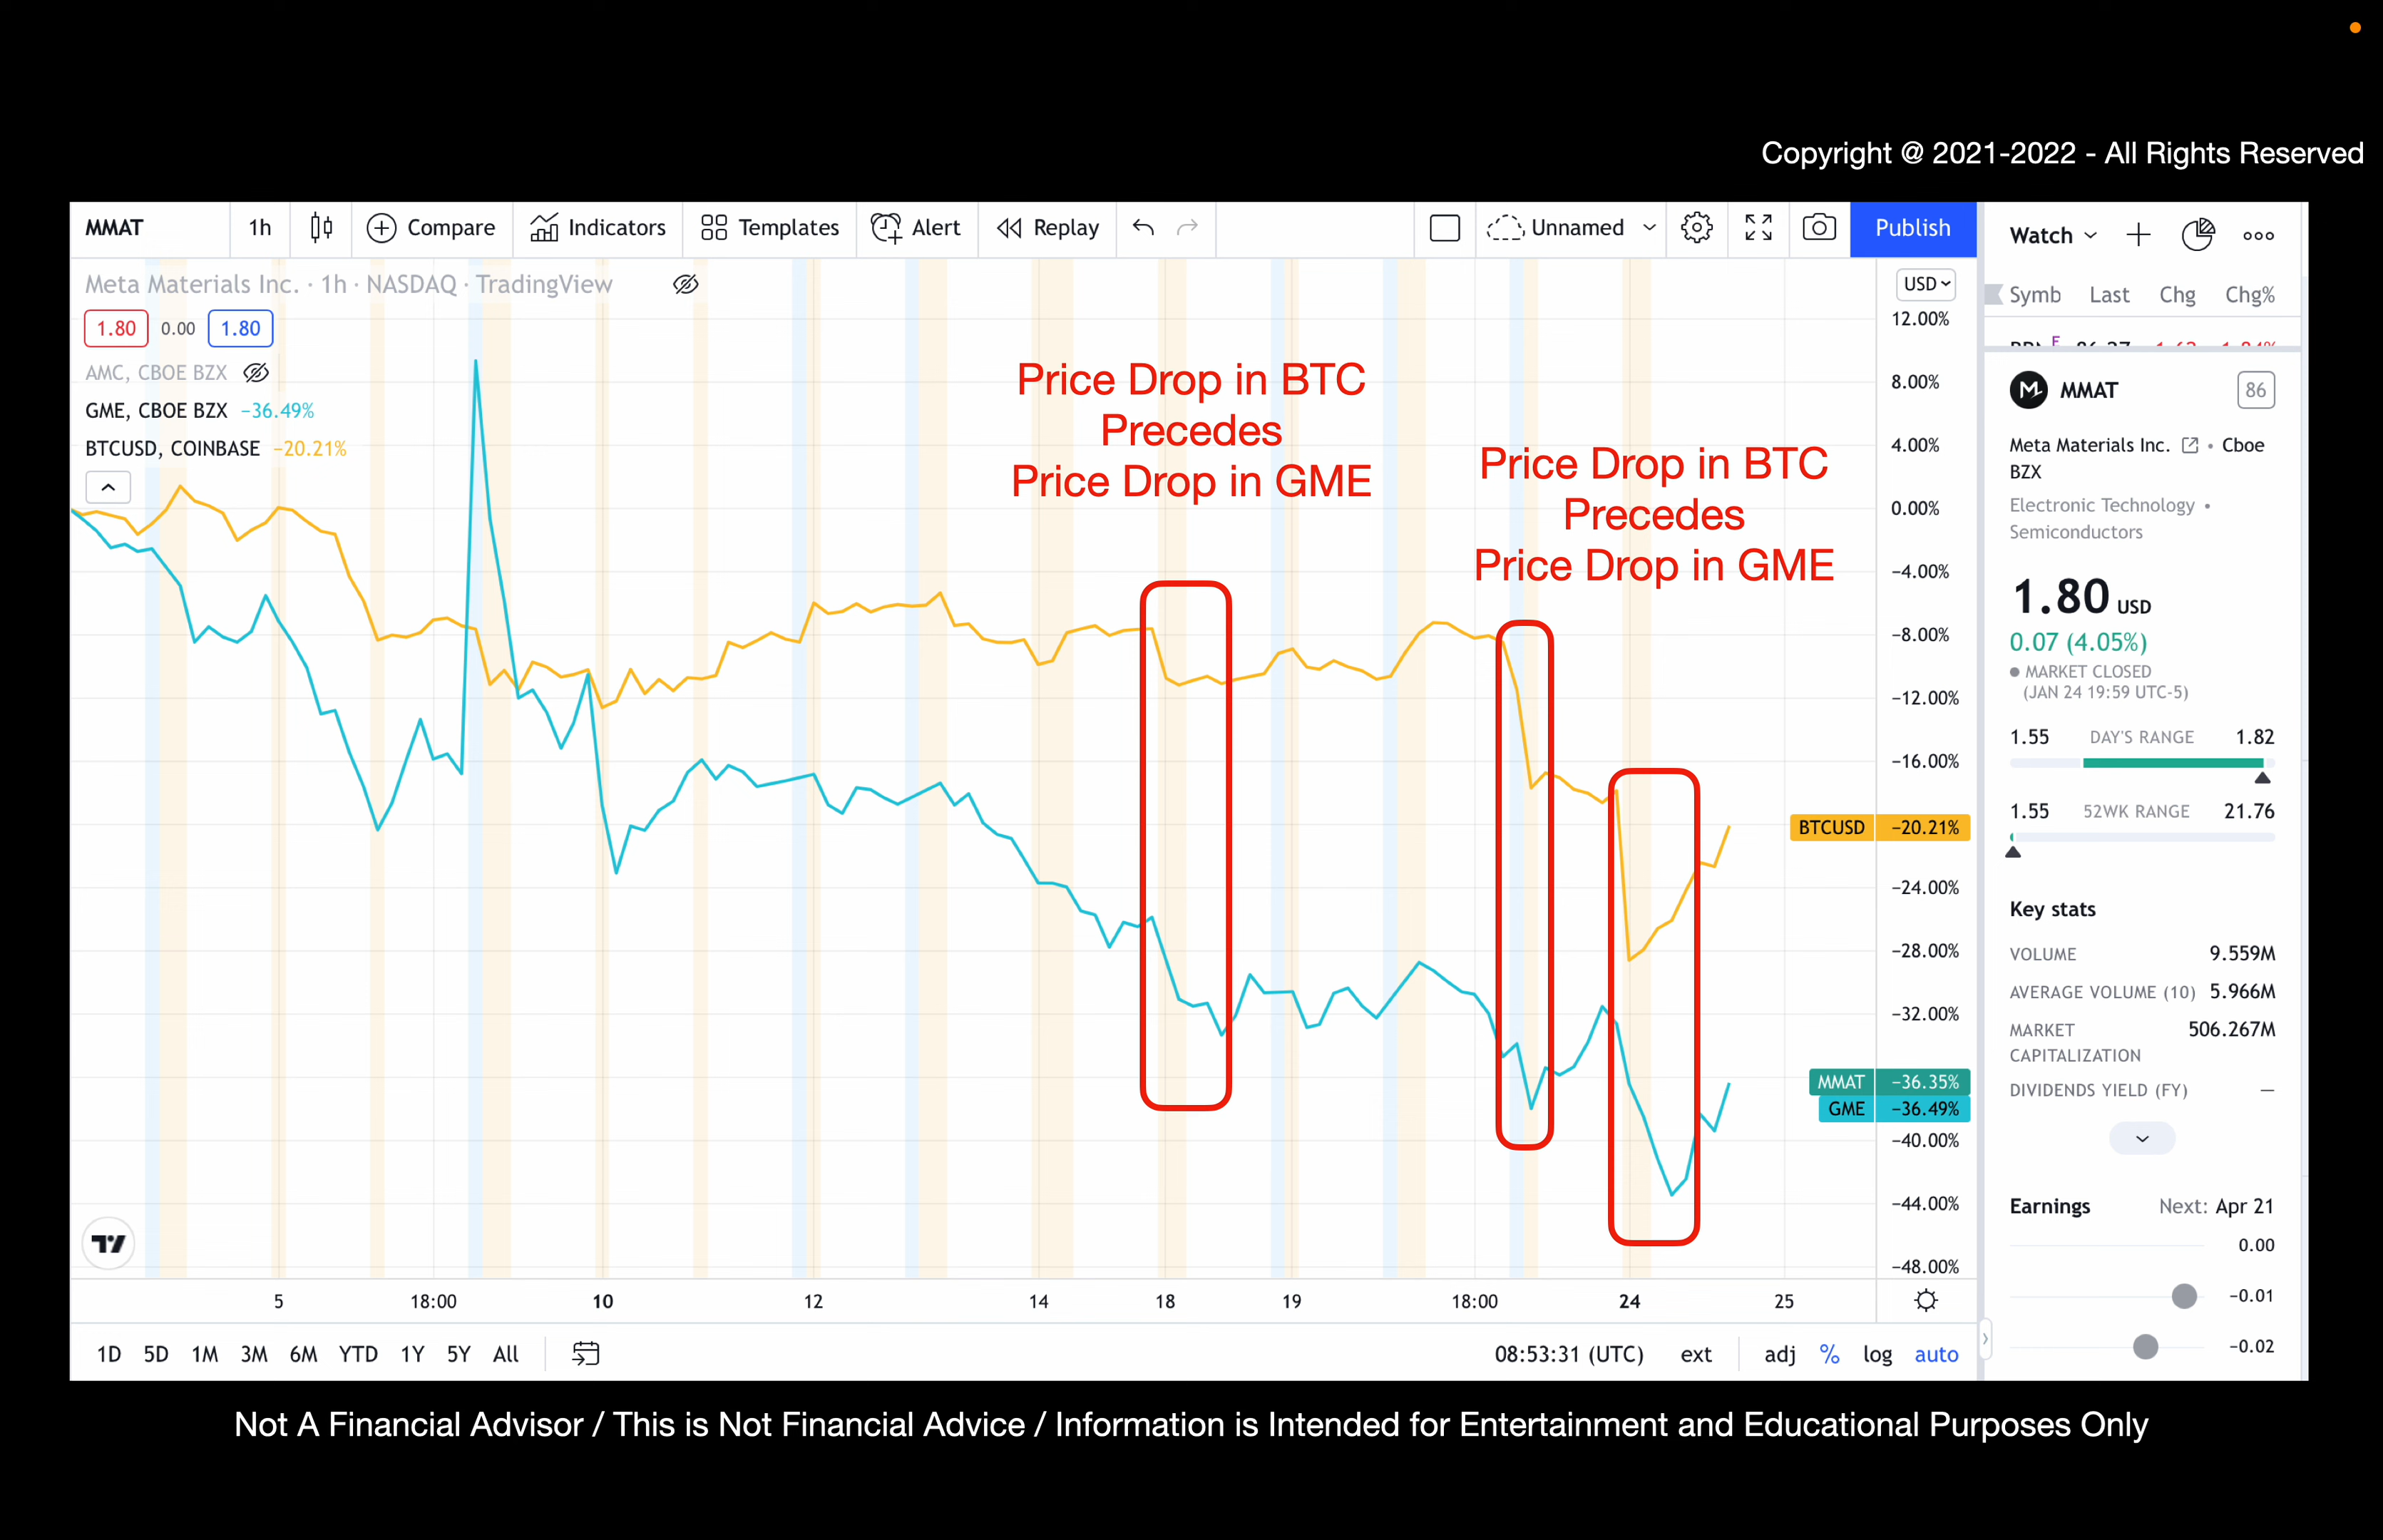 Copyright @ 2021-2022 - All Rights Reserved
MMAT 1h Compare Indicators Templates Alert Replay Unnamed Publish
Watch
Meta Materials Inc. · 1h · NASDAQ · TradingView
USD
Symb Last Chg Chg%
1.80 0.00 1.80
AMC, CBOE BZX
GME, CBOE BZX −36.49%
BTCUSD, COINBASE −20.21%
Price Drop in BTC
Precedes
Price Drop in GME
Price Drop in BTC
Precedes
Price Drop in GME
12.00%
8.00%
4.00%
0.00%
−4.00%
−8.00%
−12.00%
−16.00%
BTCUSD −20.21%
−24.00%
−28.00%
−32.00%
MMAT −36.35%
GME −36.49%
−40.00%
−44.00%
−48.00%
5 18:00 10 12 14 18 19 18:00 24 25
1D 5D 1M 3M 6M YTD 1Y 5Y All
08:53:31 (UTC) ext adj % log auto
MMAT 86
Meta Materials Inc. • Cboe
BZX
Electronic Technology •
Semiconductors
1.80 USD
0.07 (4.05%)
MARKET CLOSED
(JAN 24 19:59 UTC-5)
1.55 DAY'S RANGE 1.82
1.55 52WK RANGE 21.76
Key stats
VOLUME 9.559M
AVERAGE VOLUME (10) 5.966M
MARKET 506.267M
CAPITALIZATION
DIVIDENDS YIELD (FY) —
Earnings Next: Apr 21
0.00
−0.01
−0.02
Not A Financial Advisor / This is Not Financial Advice / Information is Intended for Entertainment and Educational Purposes Only